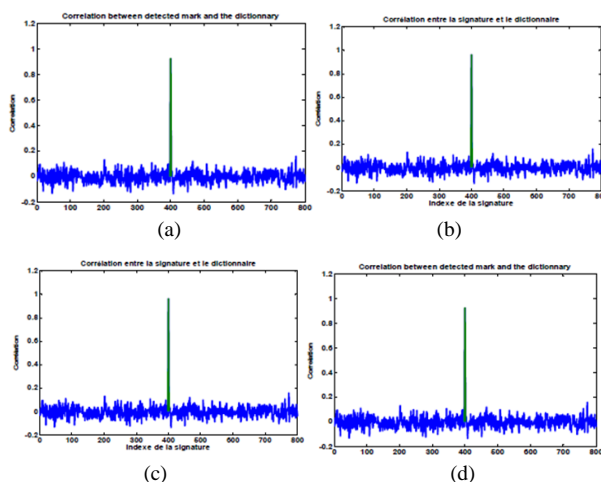 Correlation between detected mark and the dictionnary
1.2
1
0.8
0.6
0.4
0.2
0
-0.2
Correlation
0 100 200 300 400 500 600 700 800
(a)
Corrélation entre la signature et le dictionnaire
1.2
1
0.8
0.6
0.4
0.2
0
-0.2
Corrélation
0 100 200 300 400 500 600 700 800
Indexe de la signature
(b)
Corrélation entre la signature et le dictionnaire
1.2
1
0.8
0.6
0.4
0.2
0
-0.2
Corrélation
0 100 200 300 400 500 600 700 800
Indexe de la signature
(c)
Correlation between detected mark and the dictionnary
1.2
1
0.8
0.6
0.4
0.2
0
-0.2
Correlation
0 100 200 300 400 500 600 700 800
(d)